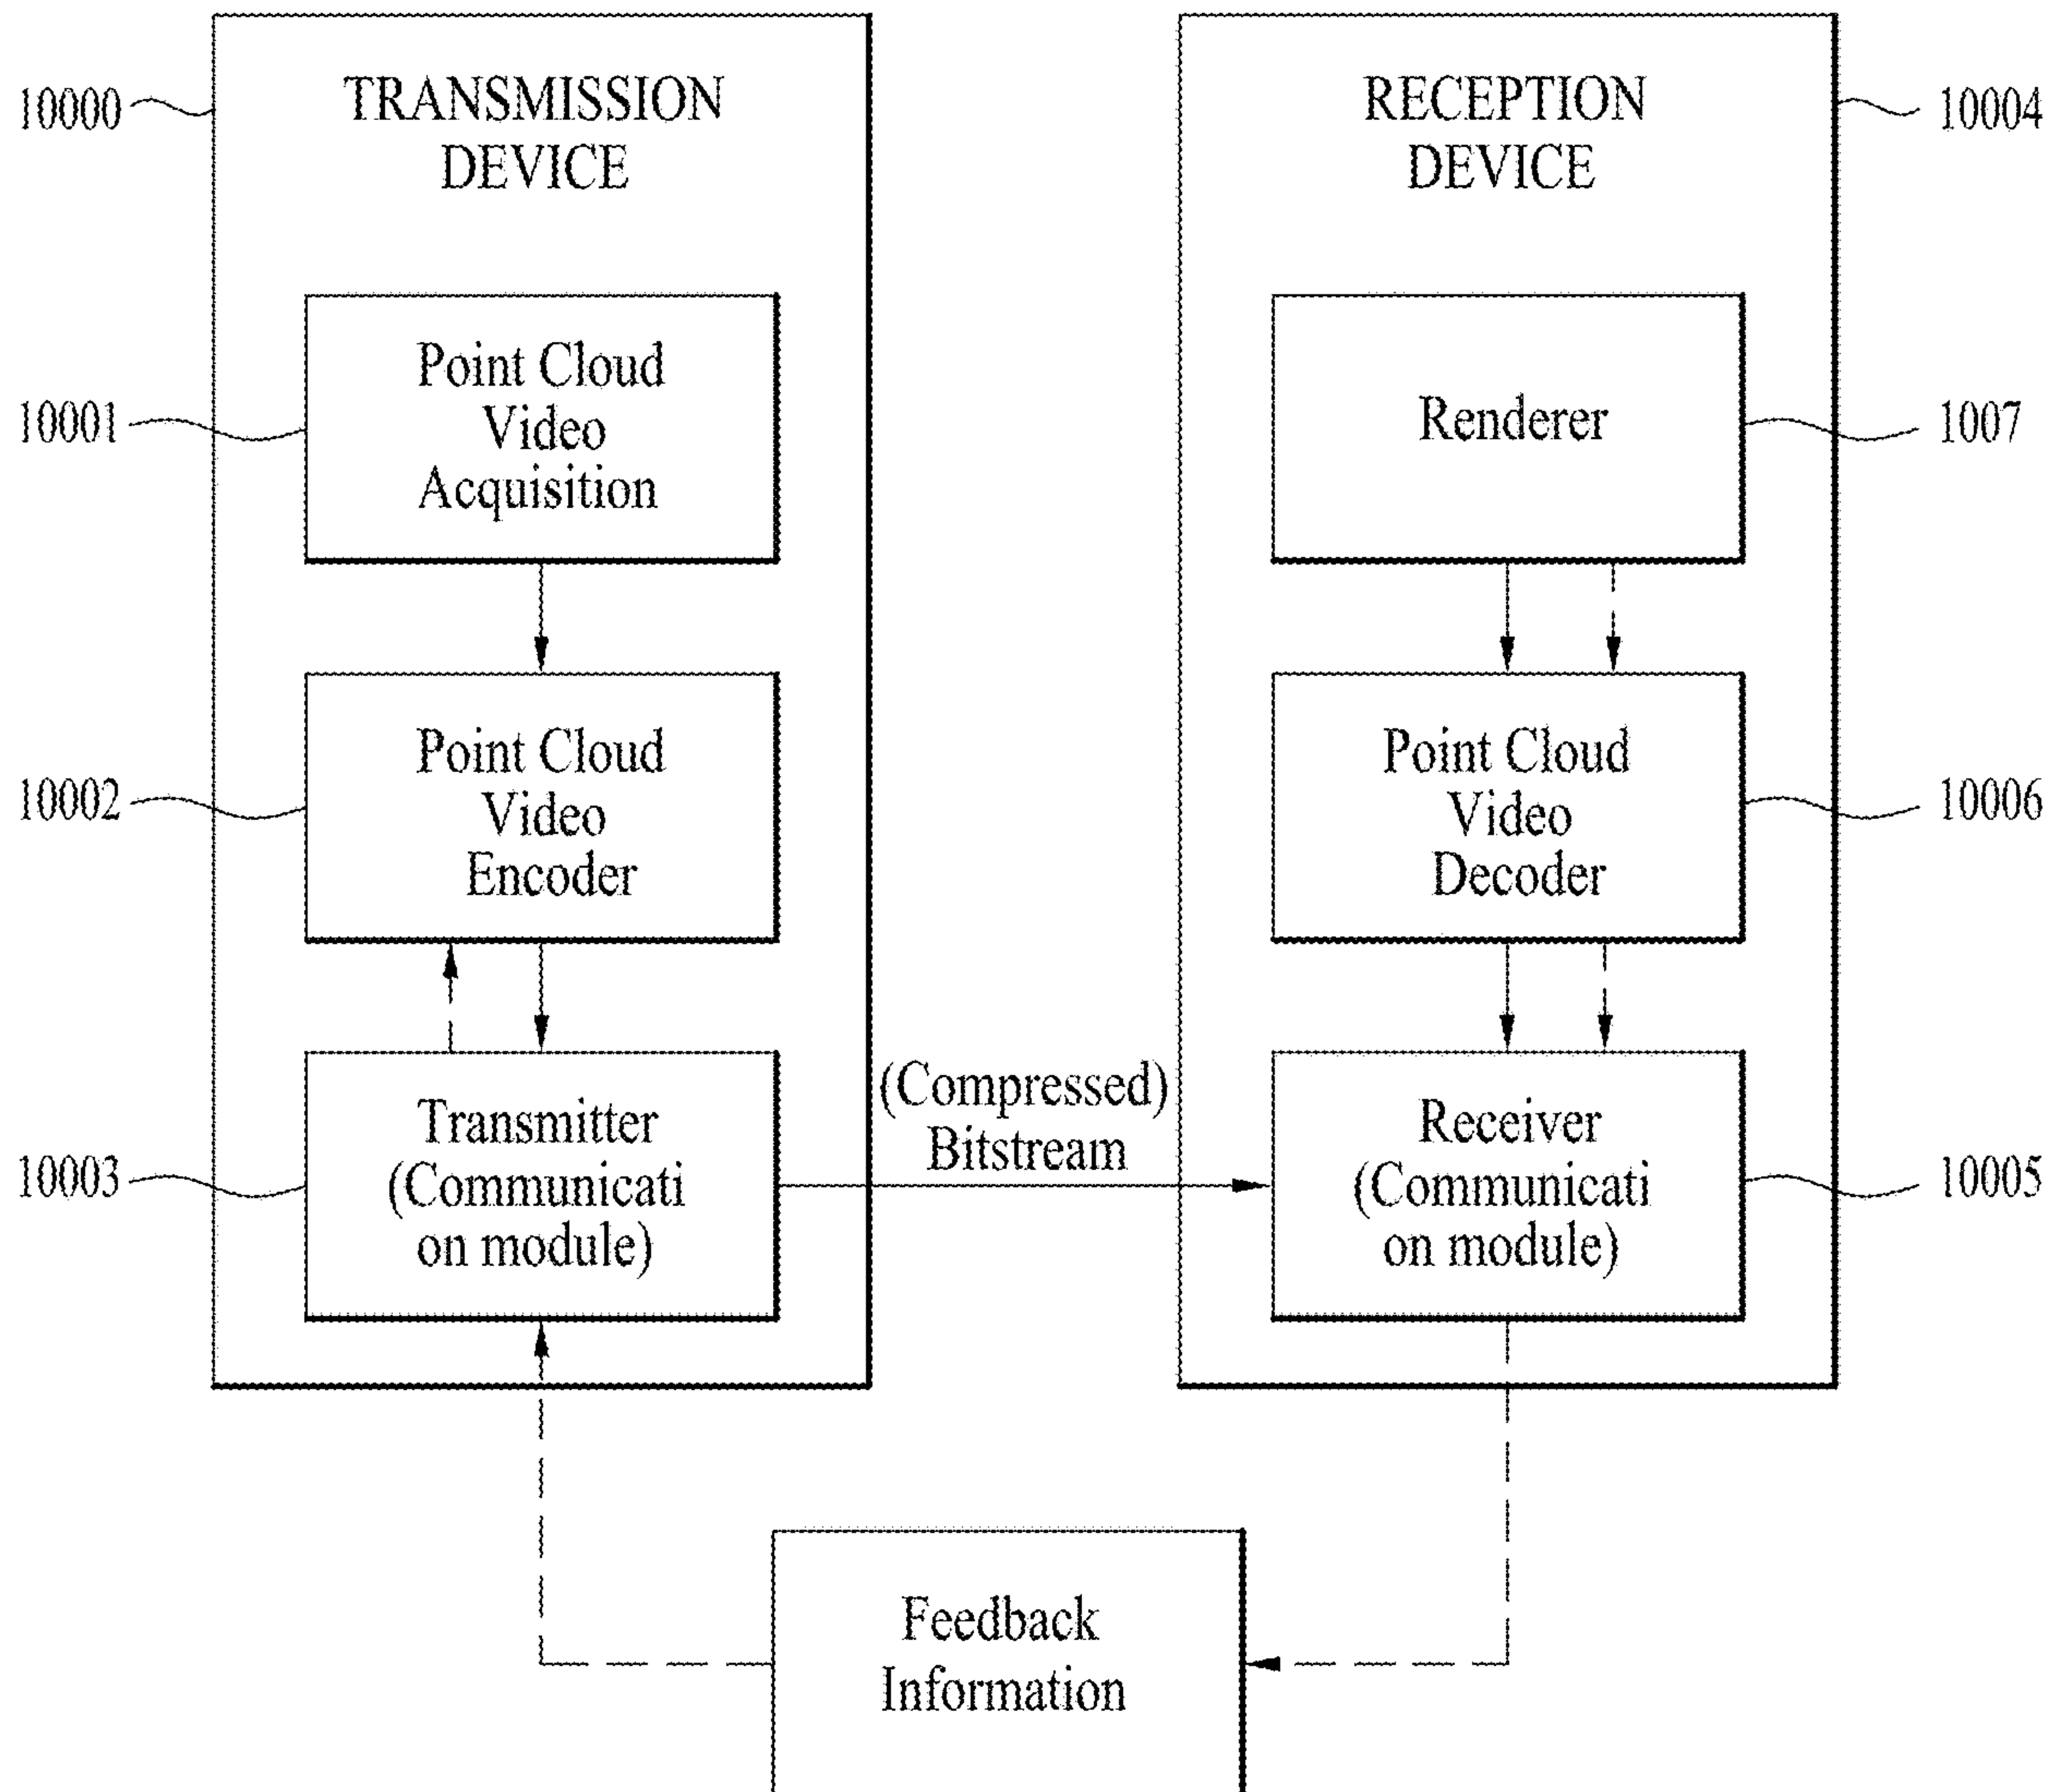 10000
TRANSMISSION
DEVICE
10001
Point Cloud
Video
Acquisition
10002
Point Cloud
Video
Encoder
10003
Transmitter
(Communicati
on module)
(Compressed)
Bitstream
RECEPTION
DEVICE
10004
Renderer
1007
Point Cloud
Video
Decoder
10006
Receiver
(Communicati
on module)
10005
Feedback
Information